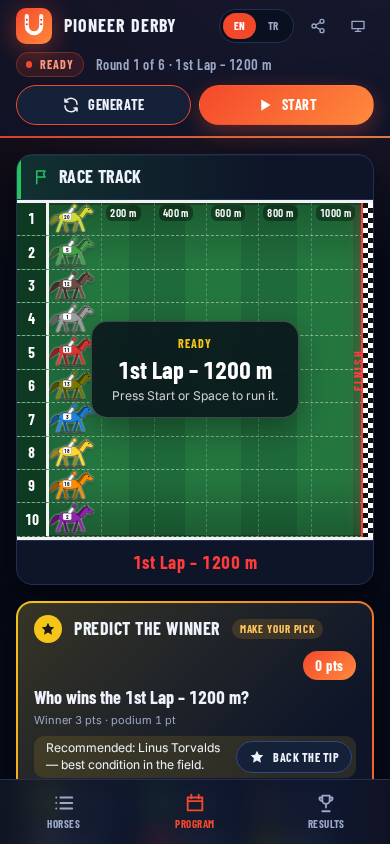 PIONEER DERBY
EN
TR
READY
Round 1 of 6 · 1st Lap – 1200 m
GENERATE
START
RACE TRACK
200 m
400 m
600 m
800 m
1000 m
1
2
3
4
5
6
7
8
9
10
FINISH
READY
1st Lap – 1200 m
Press Start or Space to run it.
1st Lap – 1200 m
PREDICT THE WINNER
MAKE YOUR PICK
0 pts
Who wins the 1st Lap – 1200 m?
Winner 3 pts · podium 1 pt
Recommended: Linus Torvalds
— best condition in the field.
BACK THE TIP
HORSES
PROGRAM
RESULTS